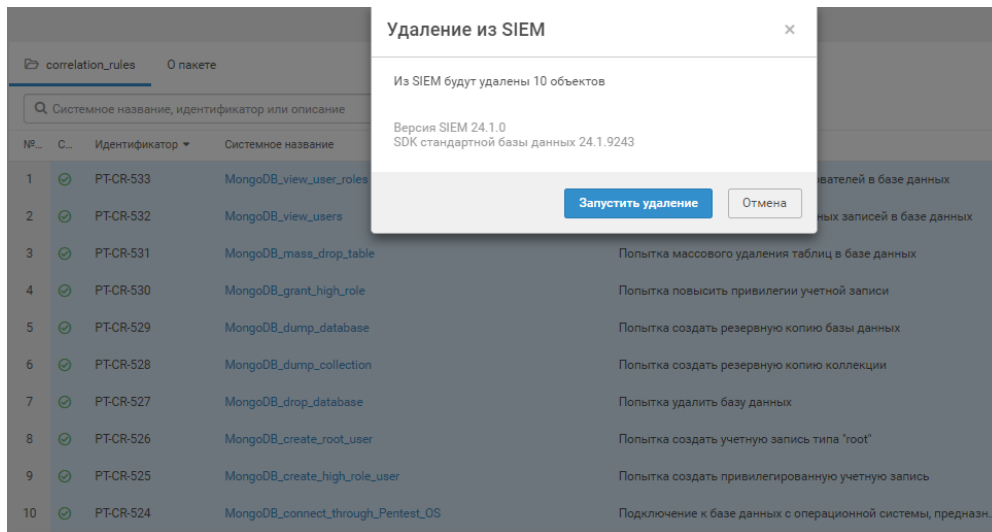 Удаление из SIEM
×
Из SIEM будут удалены 10 объектов
Версия SIEM 24.1.0
SDK стандартной базы данных 24.1.9243
Запустить удаление
Отмена
correlation_rules О пакете
Системное название, идентификатор или описание
№... С... Идентификатор Системное название
1 PT-CR-533 MongoDB_view_user_roles в базе данных
2 PT-CR-532 MongoDB_view_users записей в базе данных
3 PT-CR-531 MongoDB_mass_drop_table Попытка массового удаления таблиц в базе данных
4 PT-CR-530 MongoDB_grant_high_role Попытка повысить привилегии учетной записи
5 PT-CR-529 MongoDB_dump_database Попытка создать резервную копию базы данных
6 PT-CR-528 MongoDB_dump_collection Попытка создать резервную копию коллекции
7 PT-CR-527 MongoDB_drop_database Попытка удалить базу данных
8 PT-CR-526 MongoDB_create_root_user Попытка создать учетную запись типа "root"
9 PT-CR-525 MongoDB_create_high_role_user Попытка создать привилегированную учетную запись
10 PT-CR-524 MongoDB_connect_through_Pentest_OS Подключение к базе данных с операционной системы, предназн.